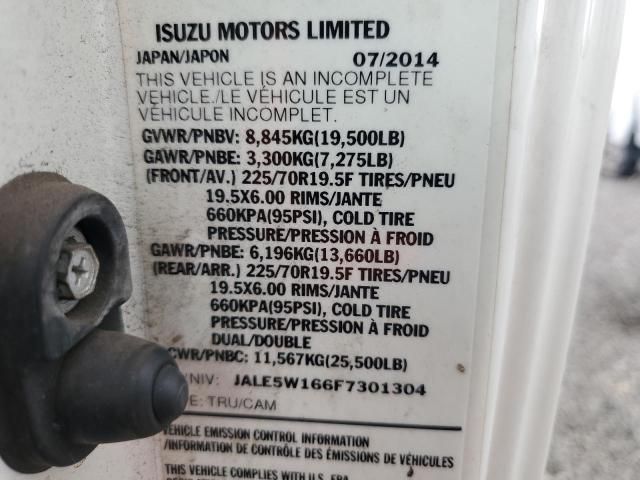 ISUZU MOTORS LIMITED
JAPAN/JAPON 07/2014
THIS VEHICLE IS AN INCOMPLETE
VEHICLE./LE VÉHICULE EST UN
VÉHICULE INCOMPLET.
GVWR/PNBV: 8,845KG(19,500LB)
GAWR/PNBE: 3,300KG(7,275LB)
(FRONT/AV.) 225/70R19.5F TIRES/PNEU
19.5X6.00 RIMS/JANTE
660KPA(95PSI), COLD TIRE
PRESSURE/PRESSION À FROID
GAWR/PNBE: 6,196KG(13,660LB)
(REAR/ARR.) 225/70R19.5F TIRES/PNEU
19.5X6.00 RIMS/JANTE
660KPA(95PSI), COLD TIRE
PRESSURE/PRESSION À FROID
DUAL/DOUBLE
CWR/PNBC: 11,567KG(25,500LB)
/NIV: JALE5W166F7301304
E: TRU/CAM
VEHICLE EMISSION CONTROL INFORMATION
/INFORMATION DE CONTRÔLE DES ÉMISSIONS DE VÉHICULES
THIS VEHICLE COMPLIES WITH U.S. EPA